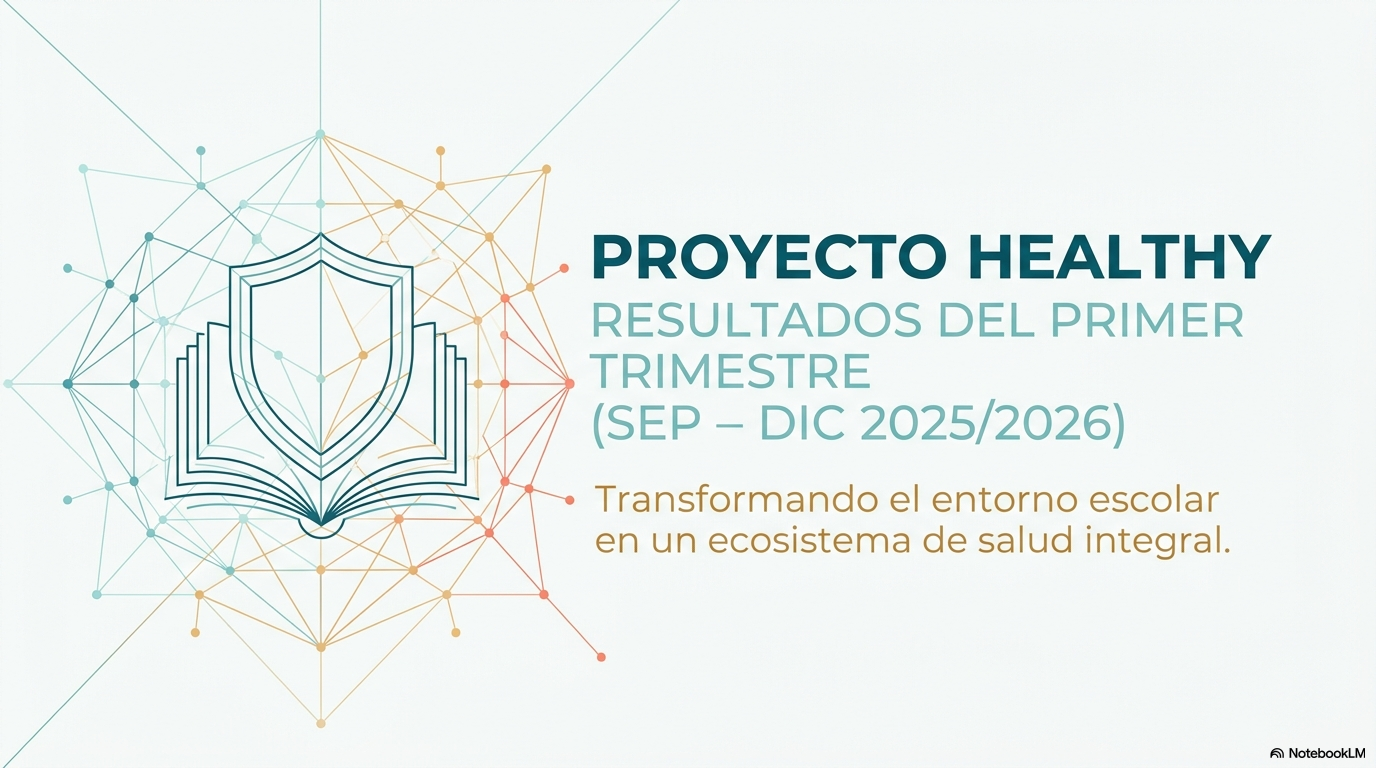 PROYECTO HEALTHY
RESULTADOS DEL PRIMER
TRIMESTRE
(SEP – DIC 2025/2026)
Transformando el entorno escolar
en un ecosistema de salud integral.
NotebookLM